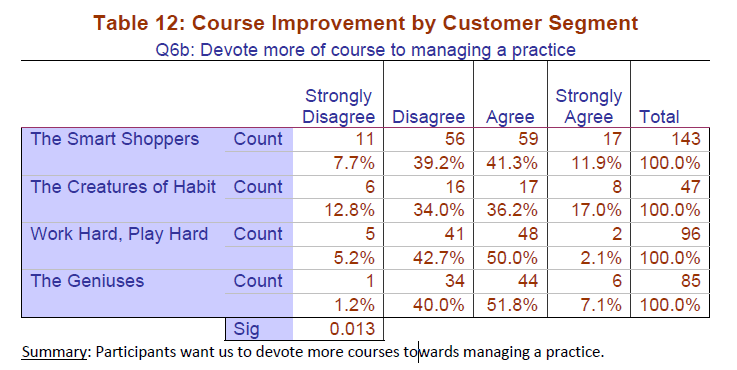 Table 12: Course Improvement by Customer Segment
Q6b: Devote more of course to managing a practice
Strongly Disagree Disagree Agree Strongly Agree Total
The Smart Shoppers Count 11 56 59 17 143
7.7% 39.2% 41.3% 11.9% 100.0%
The Creatures of Habit Count 6 16 17 8 47
12.8% 34.0% 36.2% 17.0% 100.0%
Work Hard, Play Hard Count 5 41 48 2 96
5.2% 42.7% 50.0% 2.1% 100.0%
The Geniuses Count 1 34 44 6 85
1.2% 40.0% 51.8% 7.1% 100.0%
Sig 0.013
Summary: Participants want us to devote more courses towards managing a practice.